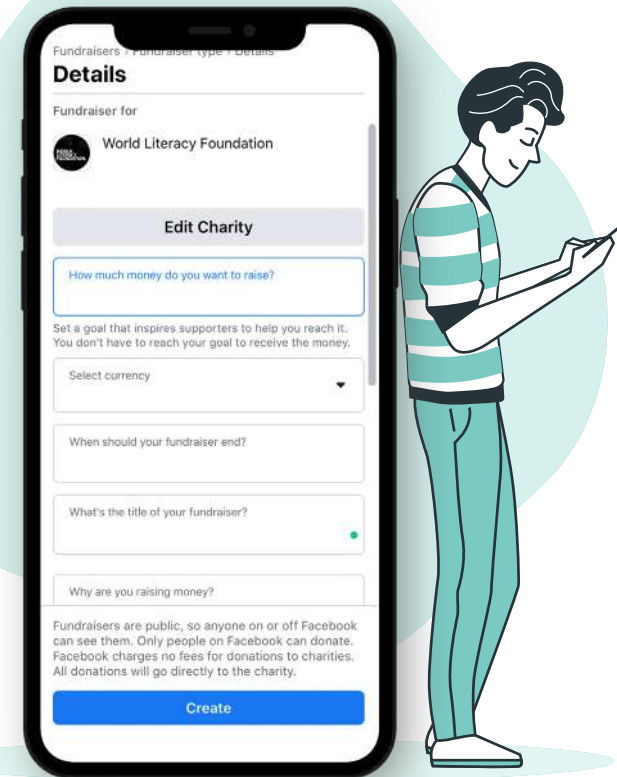 Fundraisers › Fundraiser type › Details
Details
Fundraiser for
WORLD
LITERACY
FOUNDATION
World Literacy Foundation
Edit Charity
How much money do you want to raise?
Set a goal that inspires supporters to help you reach it.
You don't have to reach your goal to receive the money.
Select currency
When should your fundraiser end?
What's the title of your fundraiser?
Why are you raising money?
Fundraisers are public, so anyone on or off Facebook
can see them. Only people on Facebook can donate.
Facebook charges no fees for donations to charities.
All donations will go directly to the charity.
Create